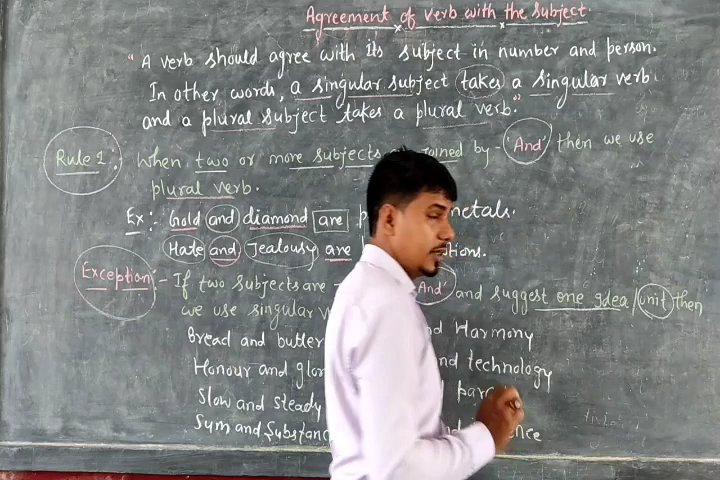 Agreement of verb with the subject.
"A verb should agree with its subject in number and person.
In other words, a singular subject takes a singular verb
and a plural subject takes a plural verb."
Rule 1. When two or more subjects joined by - 'And' then we use
plural verb.
Ex :- Gold and diamond are metals.
Hate and Jealousy are
Exception :- If two subjects are 'And' and suggest one idea / unit then
we use singular
Bread and butter Harmony
Honour and technology
Slow and steady
Sum and Substance